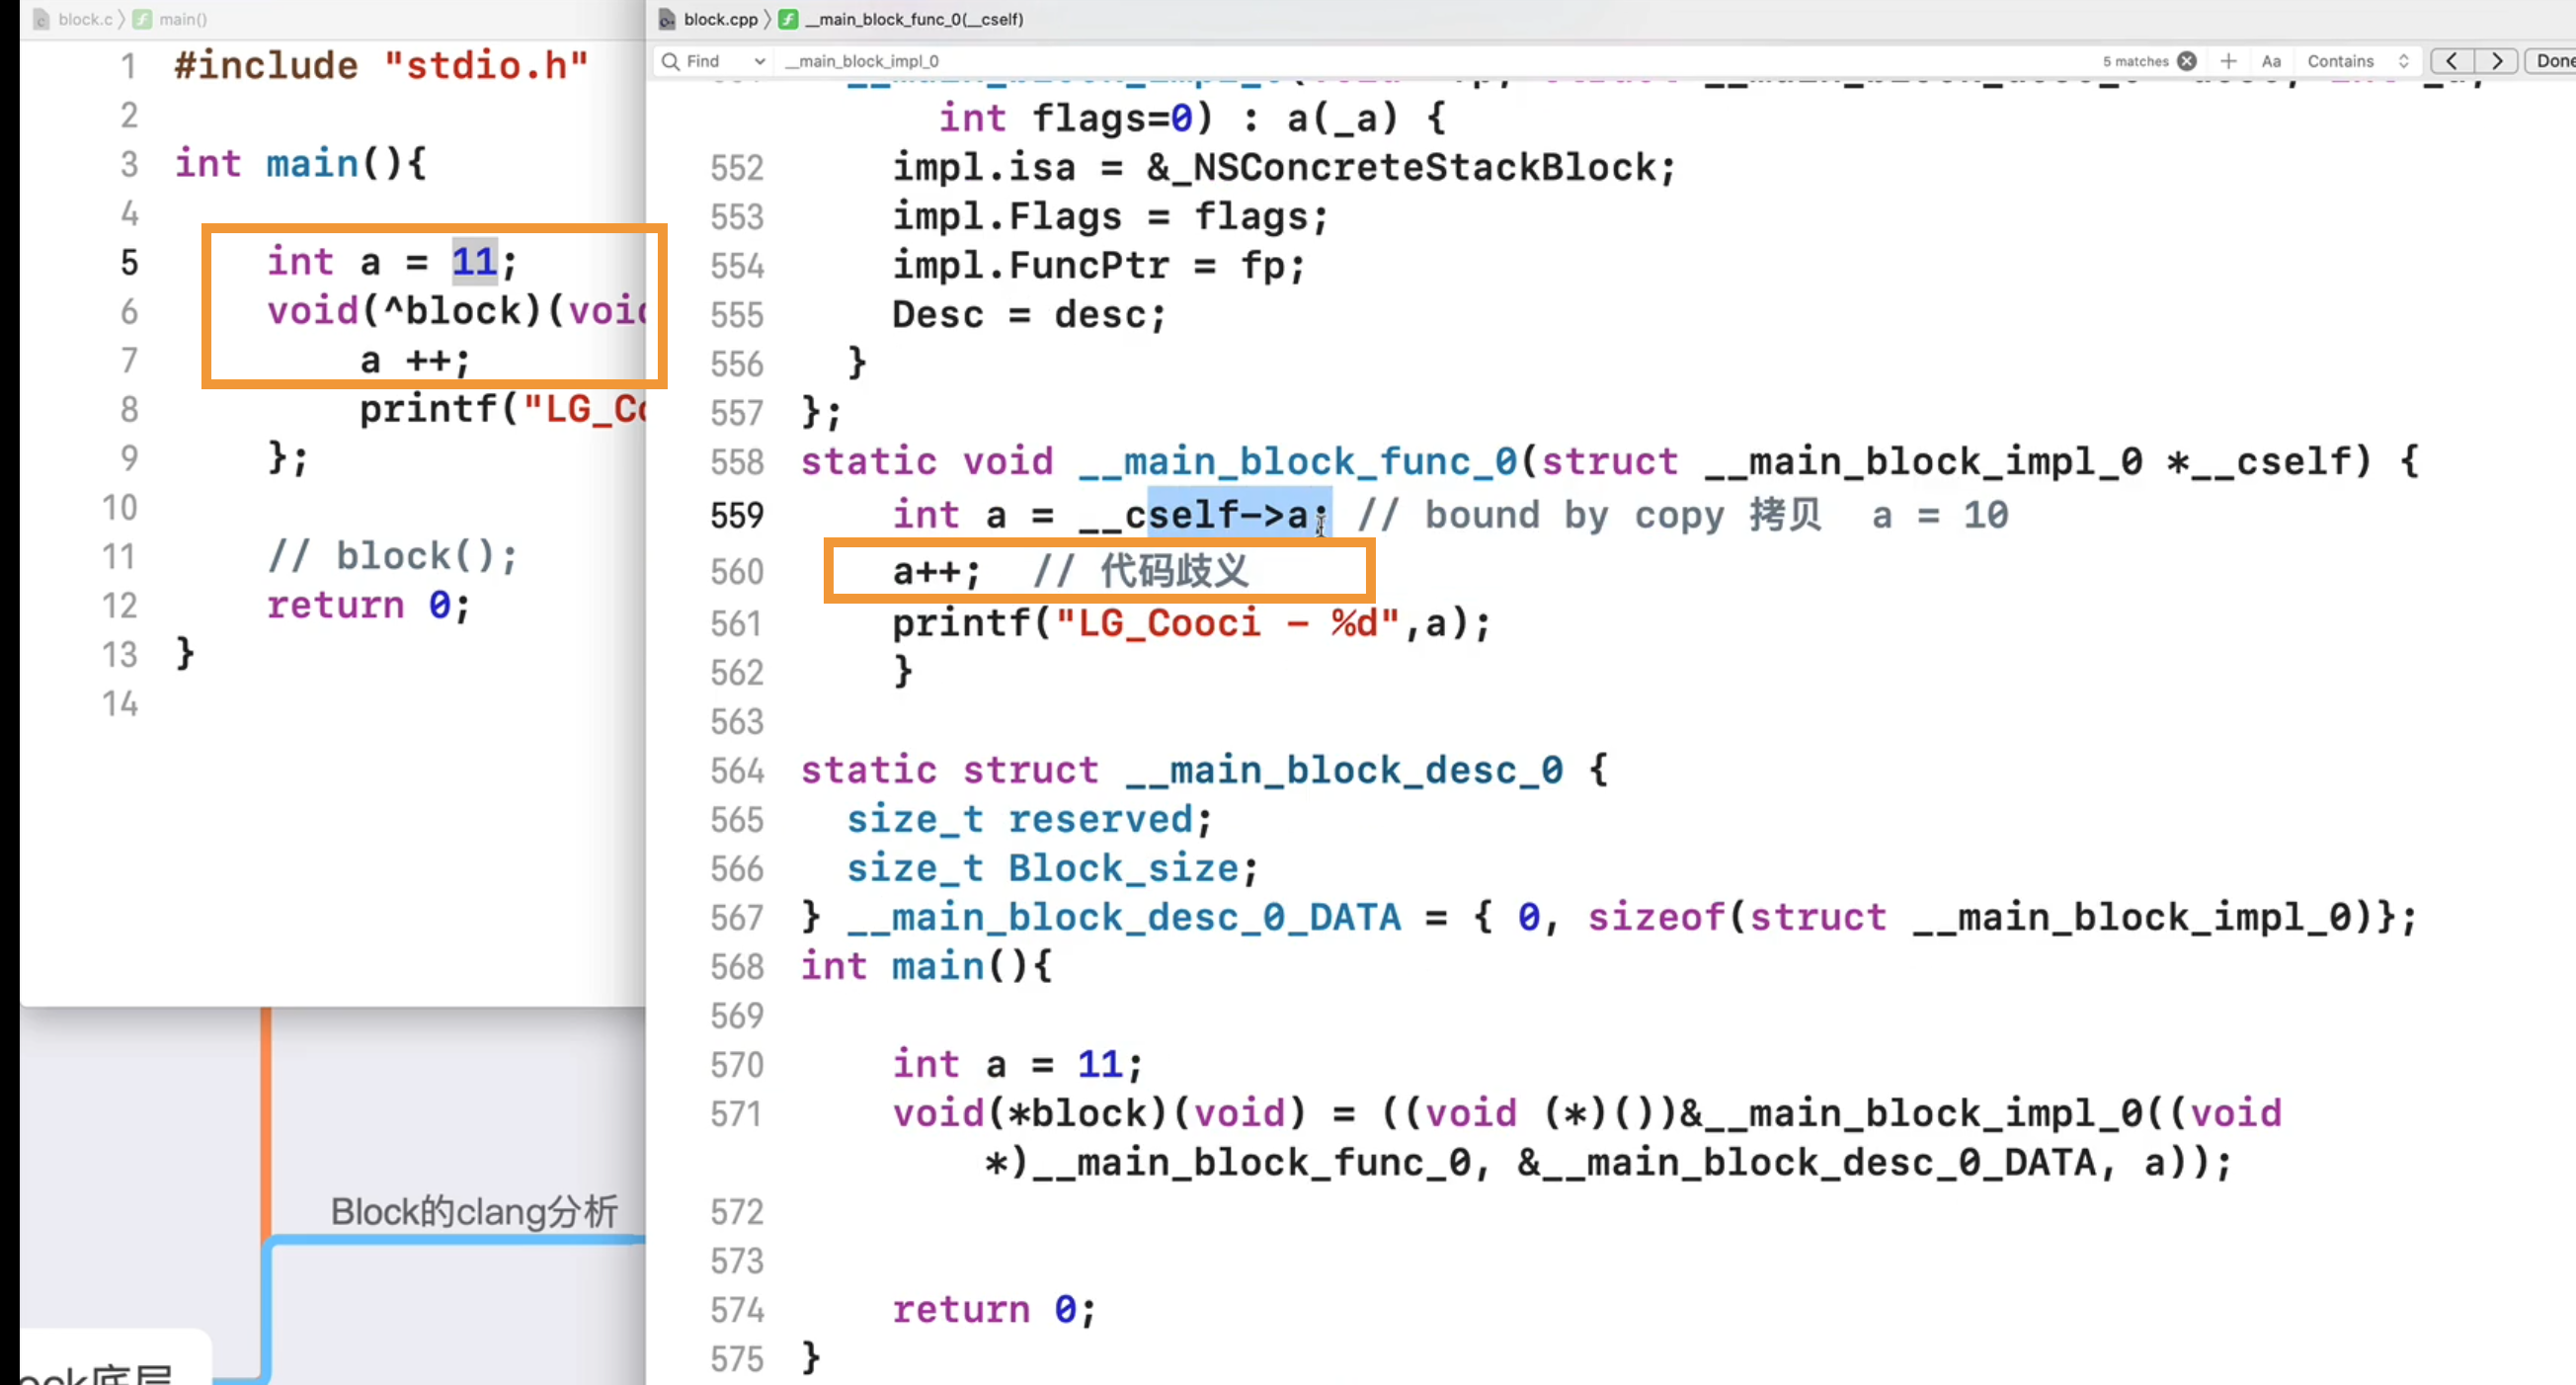 block.c 〉 main()
1 #include "stdio.h"
2
3 int main(){
4
5 int a = 11;
6 void(^block)(voi
7 a ++;
8 printf("LG_Co
9 };
10
11 // block();
12 return 0;
13 }
14
Block的clang分析
ock底层
block.cpp 〉 __main_block_func_0(__cself)
Find __main_block_impl_0 5 matches + Aa Contains < > Done
int flags=0) : a(_a) {
552 impl.isa = &_NSConcreteStackBlock;
553 impl.Flags = flags;
554 impl.FuncPtr = fp;
555 Desc = desc;
556 }
557 };
558 static void __main_block_func_0(struct __main_block_impl_0 *__cself) {
559 int a = __cself->a; // bound by copy 拷贝 a = 10
560 a++; // 代码歧义
561 printf("LG_Cooci - %d",a);
562 }
563
564 static struct __main_block_desc_0 {
565 size_t reserved;
566 size_t Block_size;
567 } __main_block_desc_0_DATA = { 0, sizeof(struct __main_block_impl_0)};
568 int main(){
569
570 int a = 11;
571 void(*block)(void) = ((void (*)())&__main_block_impl_0((void
*)__main_block_func_0, &__main_block_desc_0_DATA, a));
572
573
574 return 0;
575 }